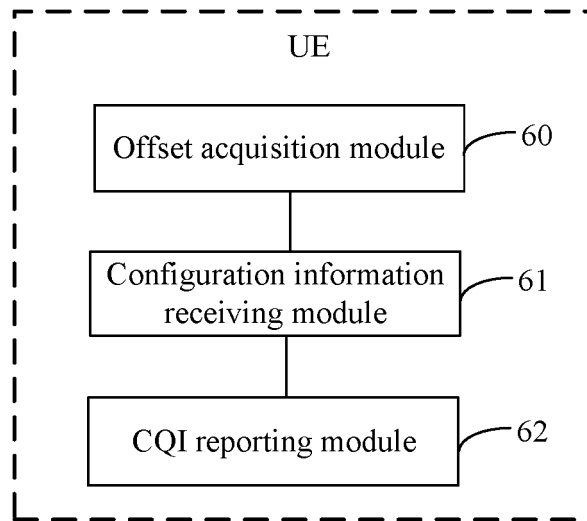 UE
Offset acquisition module
60
Configuration information
receiving module
61
CQI reporting module
62